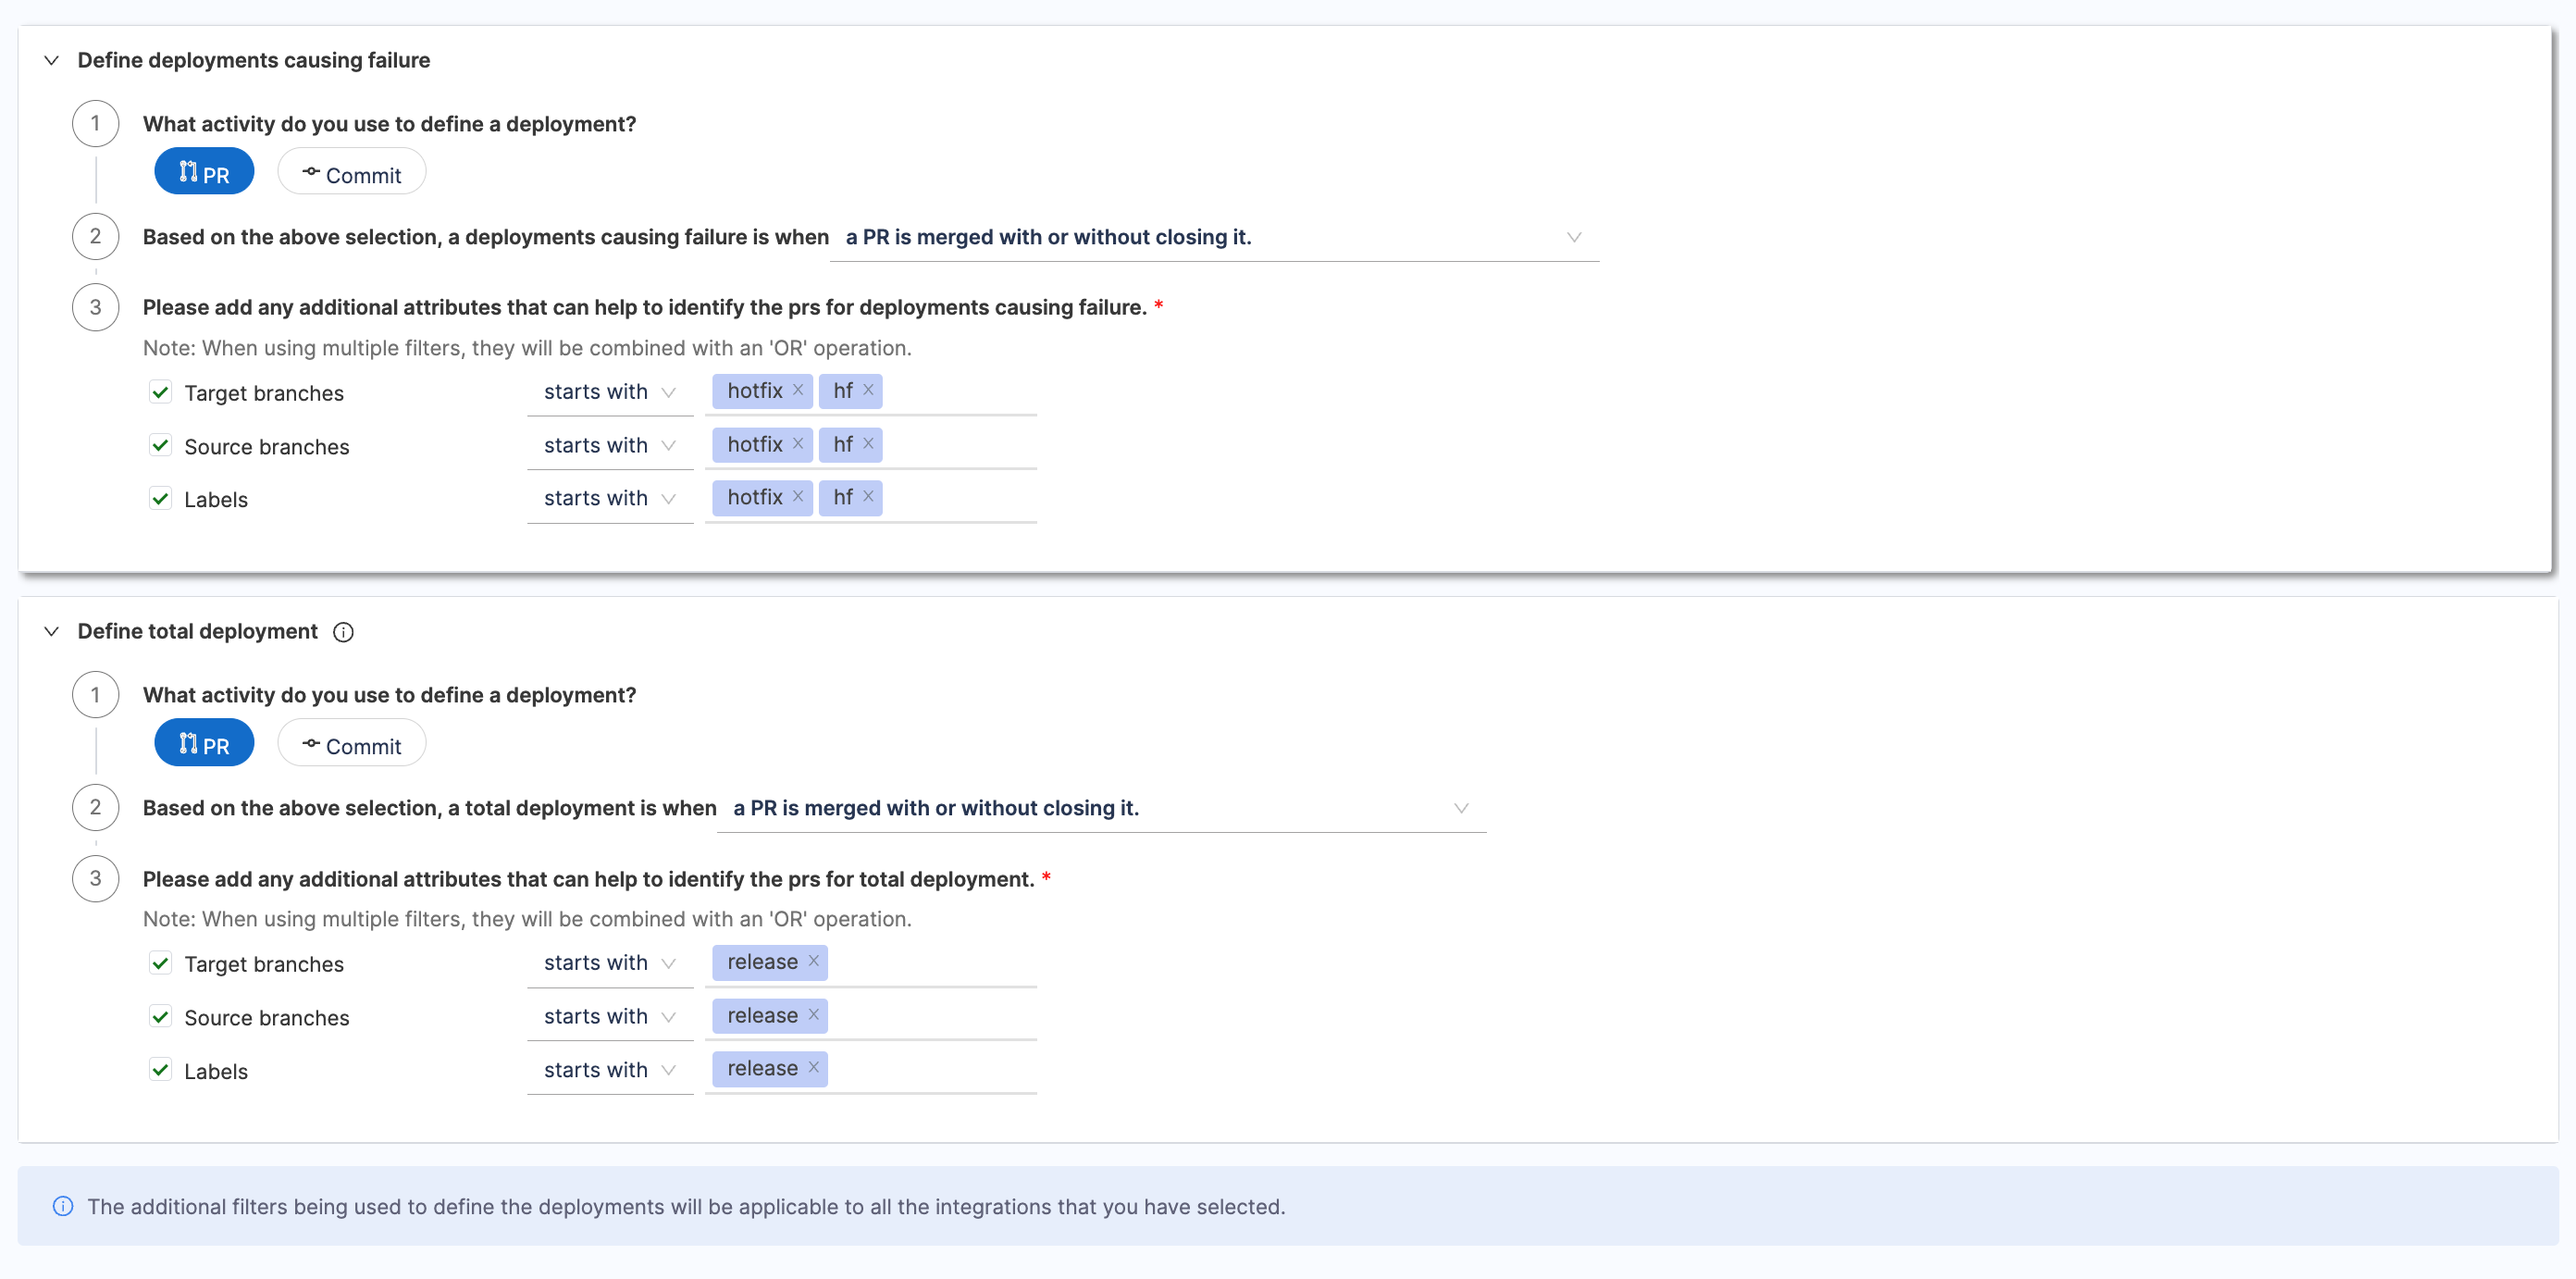 Define deployments causing failure
1 What activity do you use to define a deployment?
PR Commit
2 Based on the above selection, a deployments causing failure is when a PR is merged with or without closing it.
3 Please add any additional attributes that can help to identify the prs for deployments causing failure. *
Note: When using multiple filters, they will be combined with an 'OR' operation.
Target branches starts with hotfix hf
Source branches starts with hotfix hf
Labels starts with hotfix hf
Define total deployment
1 What activity do you use to define a deployment?
PR Commit
2 Based on the above selection, a total deployment is when a PR is merged with or without closing it.
3 Please add any additional attributes that can help to identify the prs for total deployment. *
Note: When using multiple filters, they will be combined with an 'OR' operation.
Target branches starts with release
Source branches starts with release
Labels starts with release
The additional filters being used to define the deployments will be applicable to all the integrations that you have selected.